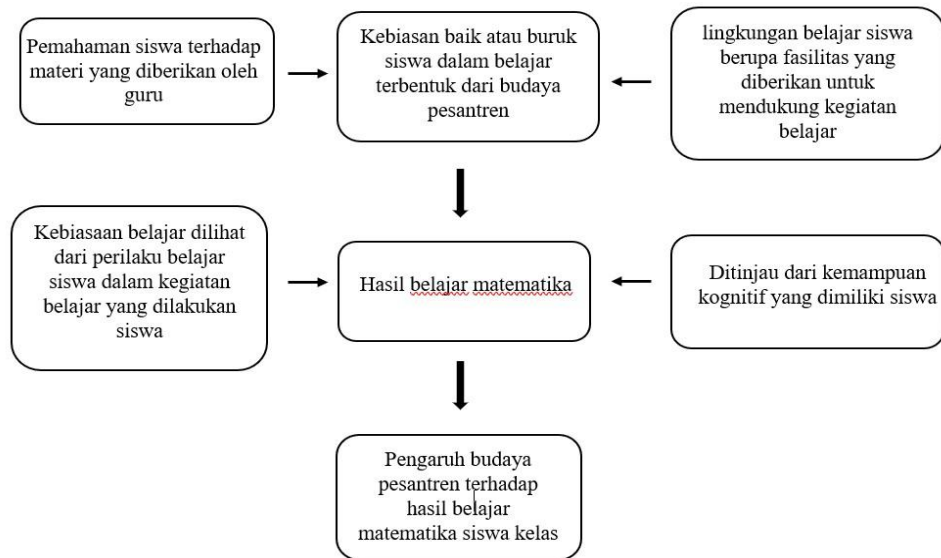 Pemahaman siswa terhadap
materi yang diberikan oleh
guru
Kebiasan baik atau buruk
siswa dalam belajar
terbentuk dari budaya
pesantren
lingkungan belajar siswa
berupa fasilitas yang
diberikan untuk
mendukung kegiatan
belajar
Kebiasaan belajar dilihat
dari perilaku belajar
siswa dalam kegiatan
belajar yang dilakukan
siswa
Hasil belajar matematika
Ditinjau dari kemampuan
kognitif yang dimiliki siswa
Pengaruh budaya
pesantren terhadap
hasil belajar
matematika siswa kelas